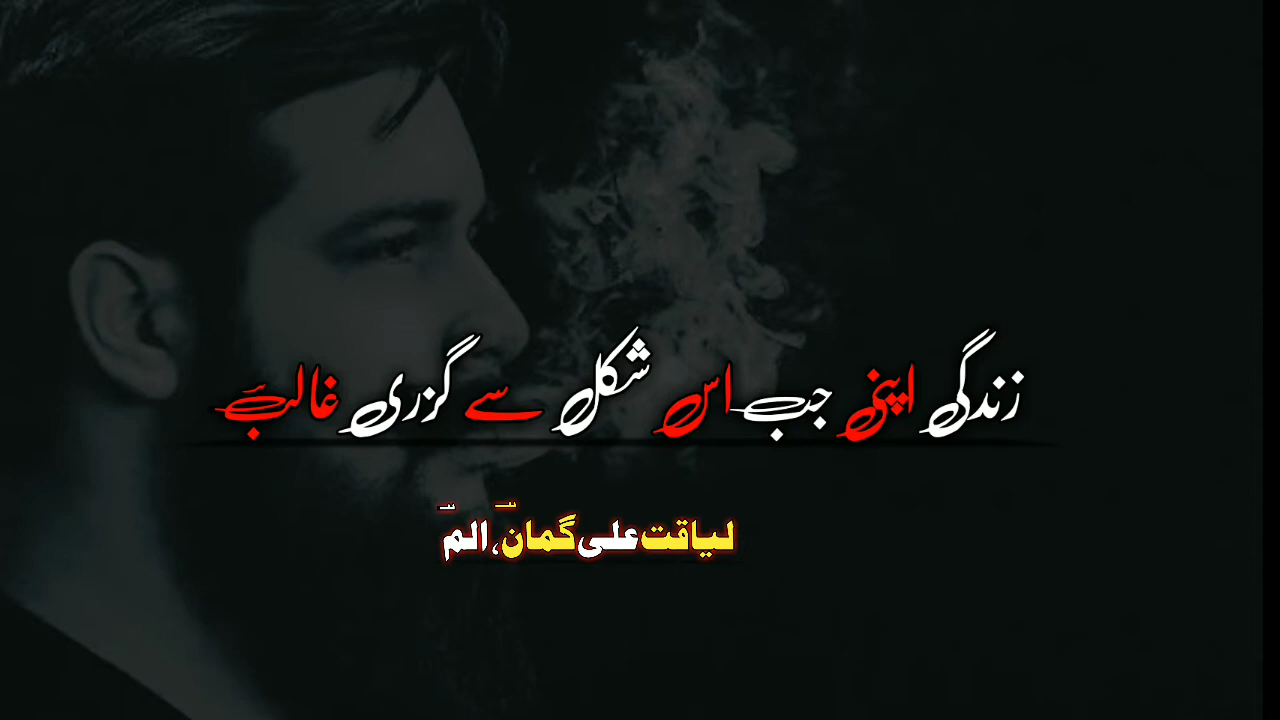 زندگی اپنی جب اس شکل سے گزری غالبؔ
لیاقت علی گمانؔ، المؔ